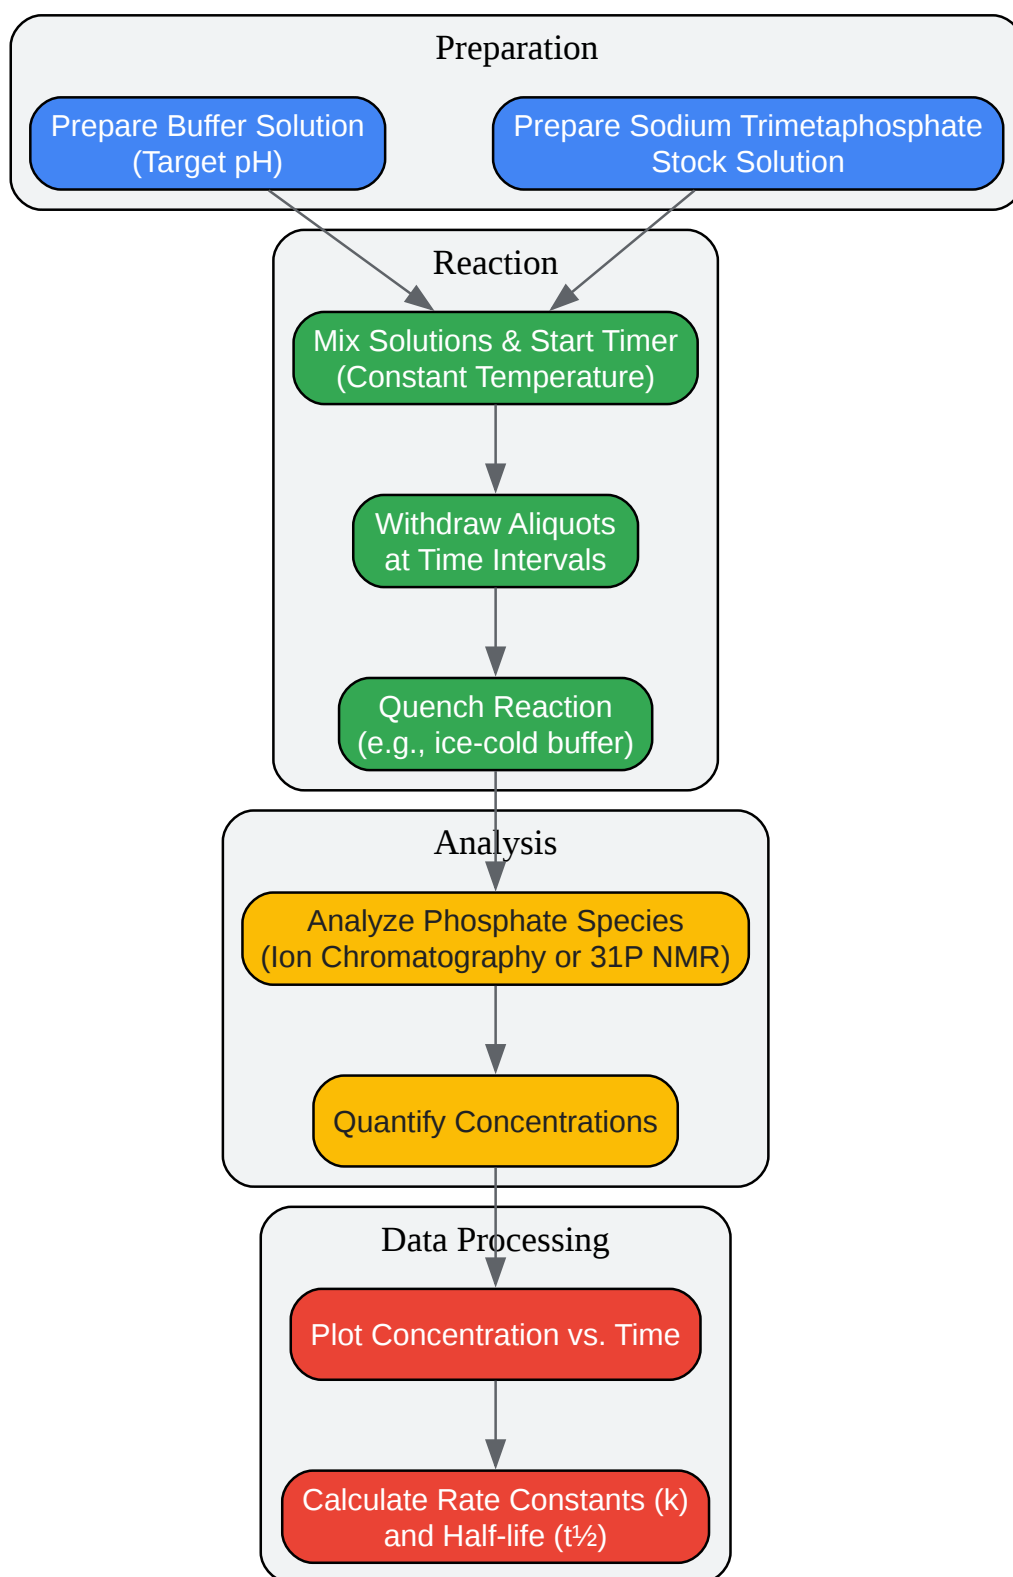 Preparation
Prepare Buffer Solution
(Target pH)
Prepare Sodium Trimetaphosphate
Stock Solution
Reaction
Mix Solutions & Start Timer
(Constant Temperature)
Withdraw Aliquots
at Time Intervals
Quench Reaction
(e.g., ice-cold buffer)
Analysis
Analyze Phosphate Species
(Ion Chromatography or 31P NMR)
Quantify Concentrations
Data Processing
Plot Concentration vs. Time
Calculate Rate Constants (k)
and Half-life (t½)